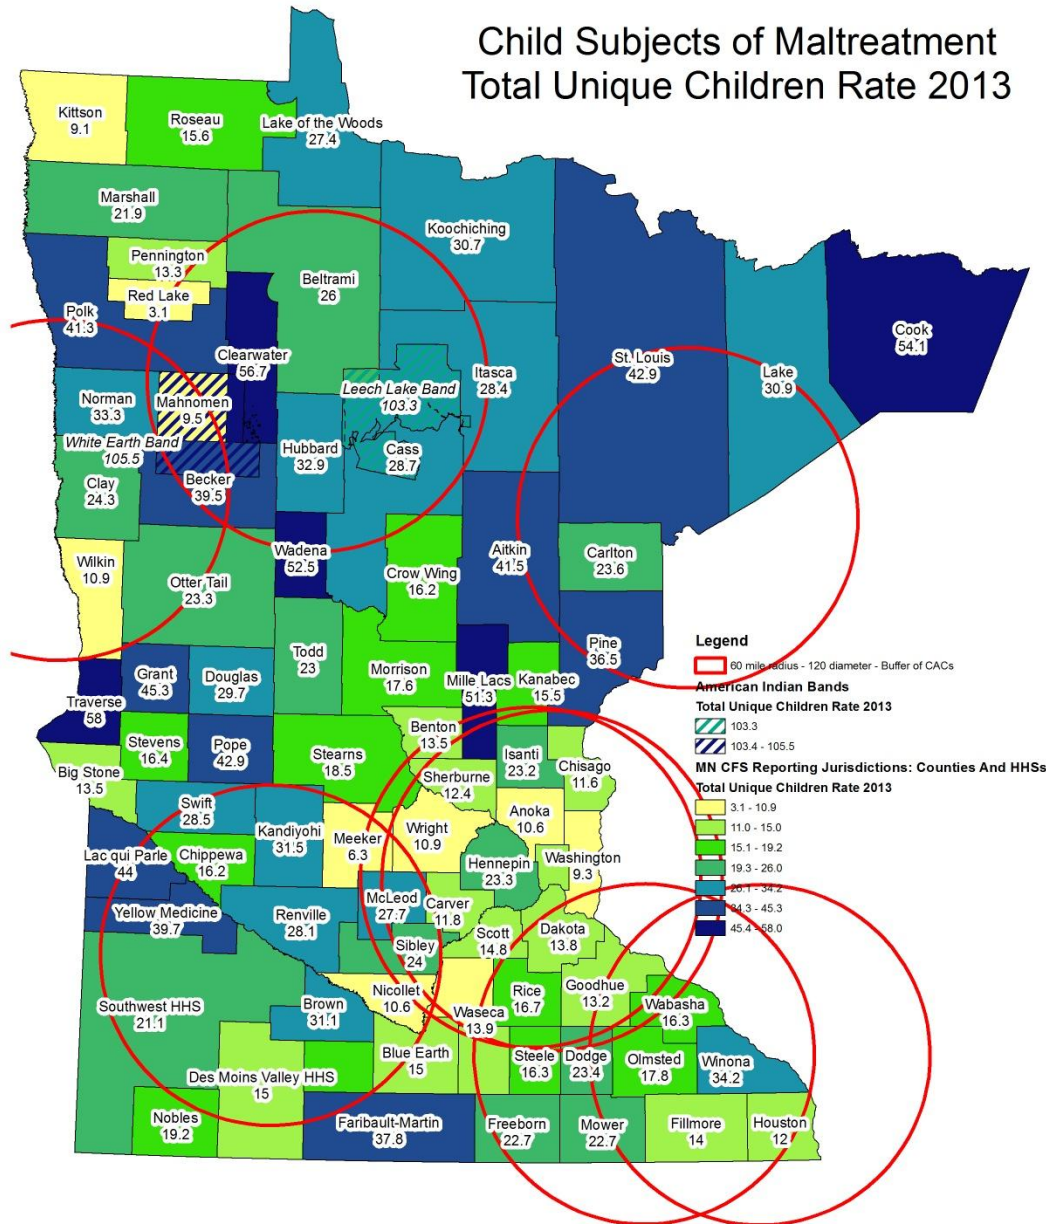 Child Subjects of Maltreatment
Total Unique Children Rate 2013
Kittson
9.1
Roseau
15.6
Lake of the Woods
27.4
Marshall
21.9
Koochiching
30.7
Pennington
13.3
Beltrami
26
Red Lake
3.1
Polk
41.3
Cook
54.1
Clearwater
56.7
St. Louis
42.9
Lake
30.9
Itasca
28.4
Leech Lake Band
103.3
Norman
33.3
Mahnomen
9.5
White Earth Band
105.5
Hubbard
32.9
Cass
28.7
Becker
39.5
Clay
24.3
Wadena
52.5
Aitkin
41.5
Carlton
23.6
Wilkin
10.9
Otter Tail
23.3
Crow Wing
16.2
Pine
36.5
Todd
23
Grant
45.3
Douglas
29.7
Morrison
17.6
Mille Lacs
51.3
Kanabec
15.5
Traverse
58
Stevens
16.4
Pope
42.9
Stearns
18.5
Benton
13.5
Isanti
23.2
Chisago
11.6
Big Stone
13.5
Sherburne
12.4
Swift
28.5
Kandiyohi
31.5
Meeker
6.3
Wright
10.9
Anoka
10.6
Hennepin
23.3
Washington
9.3
Lac qui Parle
44
Chippewa
16.2
McLeod
27.7
Carver
11.8
Yellow Medicine
39.7
Renville
28.1
Scott
14.8
Dakota
13.8
Sibley
24
Nicollet
10.6
Rice
16.7
Goodhue
13.2
Wabasha
16.3
Southwest HHS
21.1
Brown
31.1
Waseca
13.9
Blue Earth
15
Steele
16.3
Dodge
23.4
Olmsted
17.8
Winona
34.2
Des Moins Valley HHS
15
Nobles
19.2
Faribault-Martin
37.8
Freeborn
22.7
Mower
22.7
Fillmore
14
Houston
12
Legend
60 mile radius - 120 diameter - Buffer of CACs
American Indian Bands
Total Unique Children Rate 2013
103.3
103.4 - 105.5
MN CFS Reporting Jurisdictions: Counties And HHSs
Total Unique Children Rate 2013
3.1 - 10.9
11.0 - 15.0
15.1 - 19.2
19.3 - 26.0
26.1 - 34.2
34.3 - 45.3
45.4 - 58.0